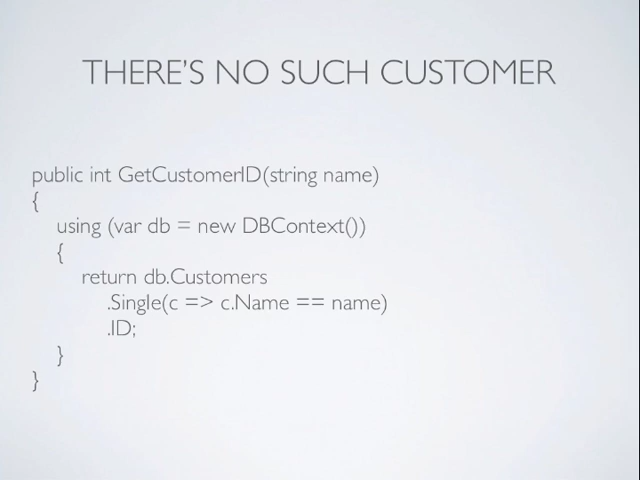 THERE'S NO SUCH CUSTOMER
public int GetCustomerID(string name)
{
using (var db = new DBContext())
{
return db.Customers
.Single(c => c.Name == name)
.ID;
}
}